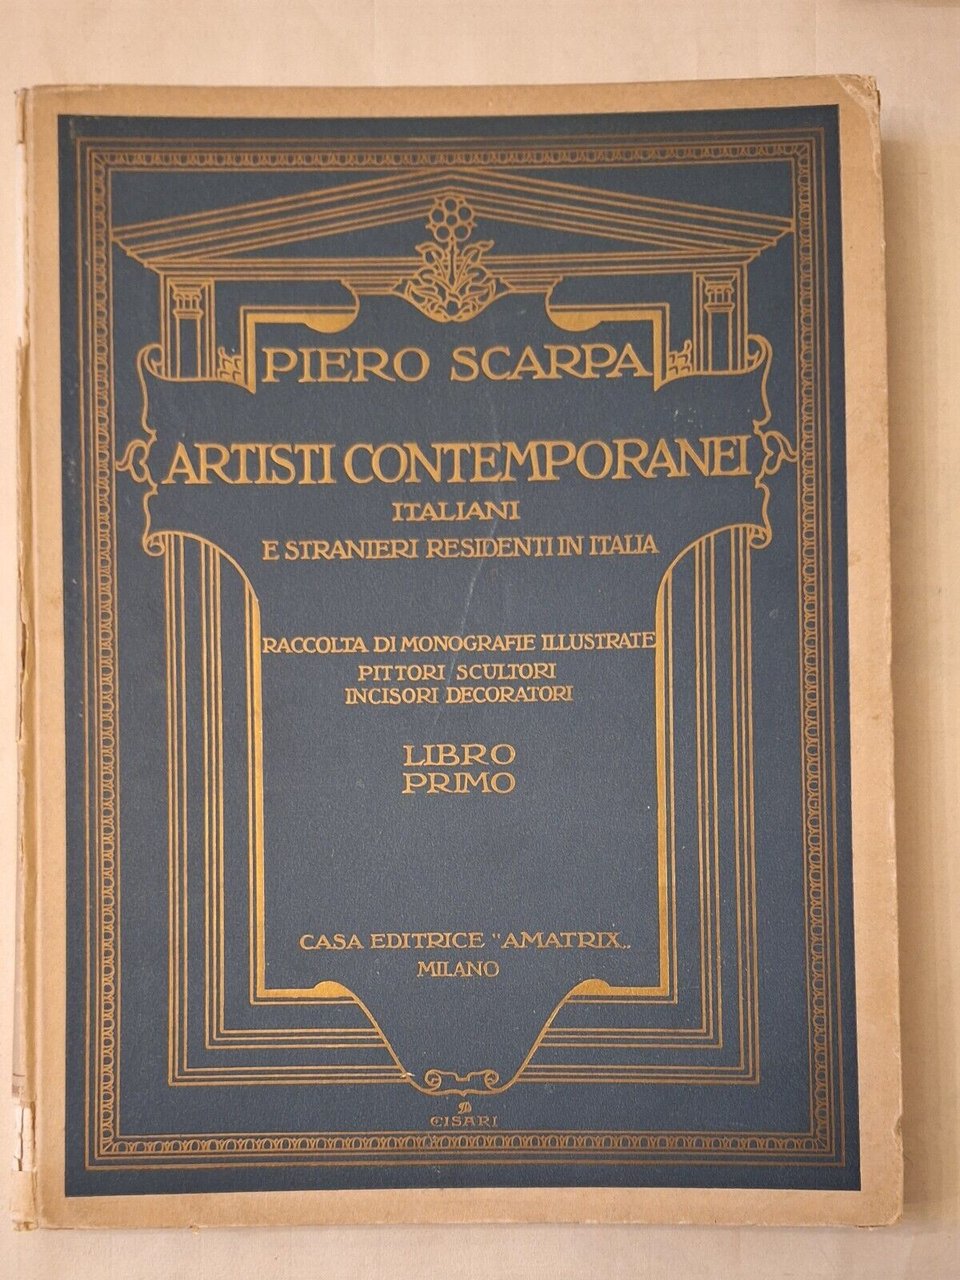 PIERO SCARPA
ARTISTI CONTEMPORANEI
ITALIANI
E STRANIERI RESIDENTI IN ITALIA
RACCOLTA DI MONOGRAFIE ILLUSTRATE
PITTORI SCULTORI
INCISORI DECORATORI
LIBRO
PRIMO
CASA EDITRICE "AMATRIX„
MILANO
CISARI